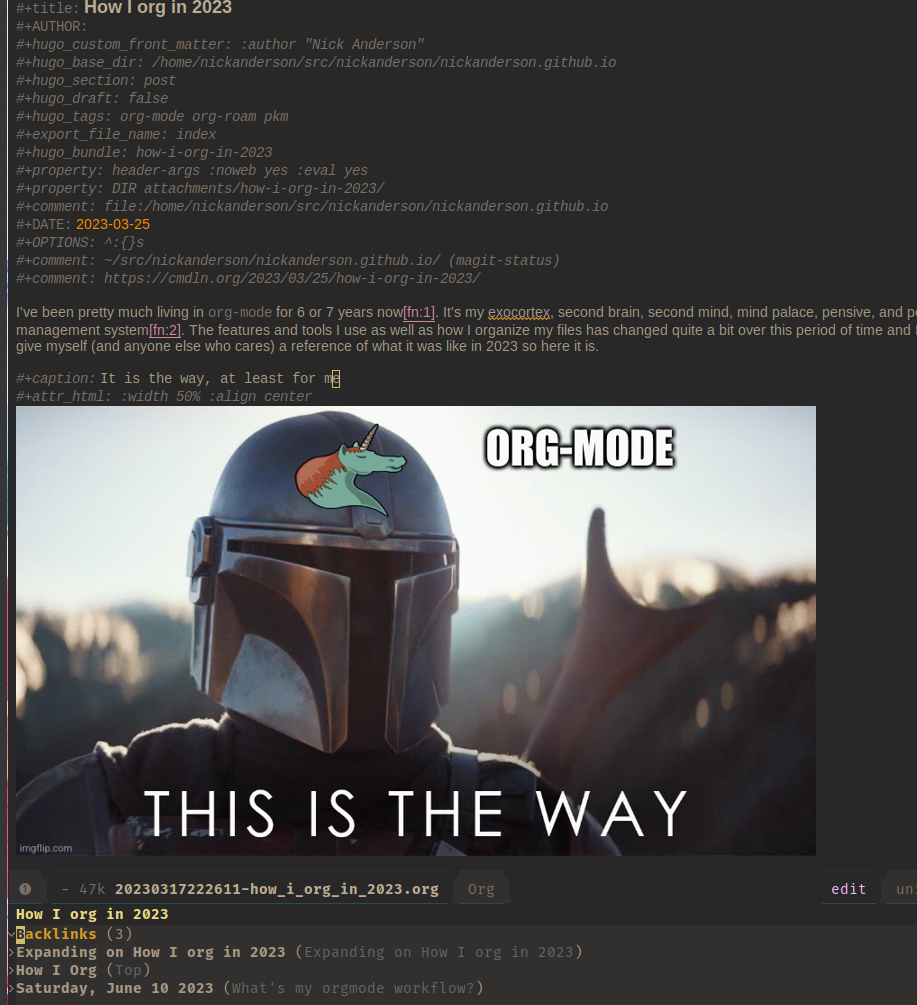 #+title: How I org in 2023
#+AUTHOR:
#+hugo_custom_front_matter: :author "Nick Anderson"
#+hugo_base_dir: /home/nickanderson/src/nickanderson/nickanderson.github.io
#+hugo_section: post
#+hugo_draft: false
#+hugo_tags: org-mode org-roam pkm
#+export_file_name: index
#+hugo_bundle: how-i-org-in-2023
#+property: header-args :noweb yes :eval yes
#+property: DIR attachments/how-i-org-in-2023/
#+comment: file:/home/nickanderson/src/nickanderson/nickanderson.github.io
#+DATE: 2023-03-25
#+OPTIONS: ^:{}s
#+comment: ~/src/nickanderson/nickanderson.github.io/ (magit-status)
#+comment: https://cmdln.org/2023/03/25/how-i-org-in-2023/
I've been pretty much living in org-mode for 6 or 7 years now[fn:1]. It's my exocortex, second brain, second mind, mind palace, pensive, and
management system[fn:2]. The features and tools I use as well as how I organize my files has changed quite a bit over this period of time and
give myself (and anyone else who cares) a reference of what it was like in 2023 so here it is.
#+caption: It is the way, at least for me
#+attr_html: :width 50% :align center
ORG-MODE
THIS IS THE WAY
imgflip.com
1 - 47k 20230317222611-how_i_org_in_2023.org Org edit
How I org in 2023
Backlinks (3)
Expanding on How I org in 2023 (Expanding on How I org in 2023)
How I Org (Top)
Saturday, June 10 2023 (What's my orgmode workflow?)